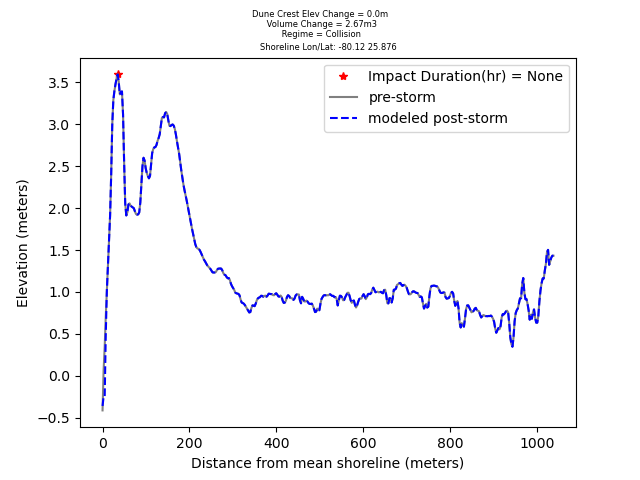 Dune Crest Elev Change = 0.0m
Volume Change = 2.67m3
Regime = Collision
Shoreline Lon/Lat: -80.12 25.876
Impact Duration(hr) = None
pre-storm
modeled post-storm
Elevation (meters)
3.5
3.0
2.5
2.0
1.5
1.0
0.5
0.0
−0.5
0 200 400 600 800 1000
Distance from mean shoreline (meters)